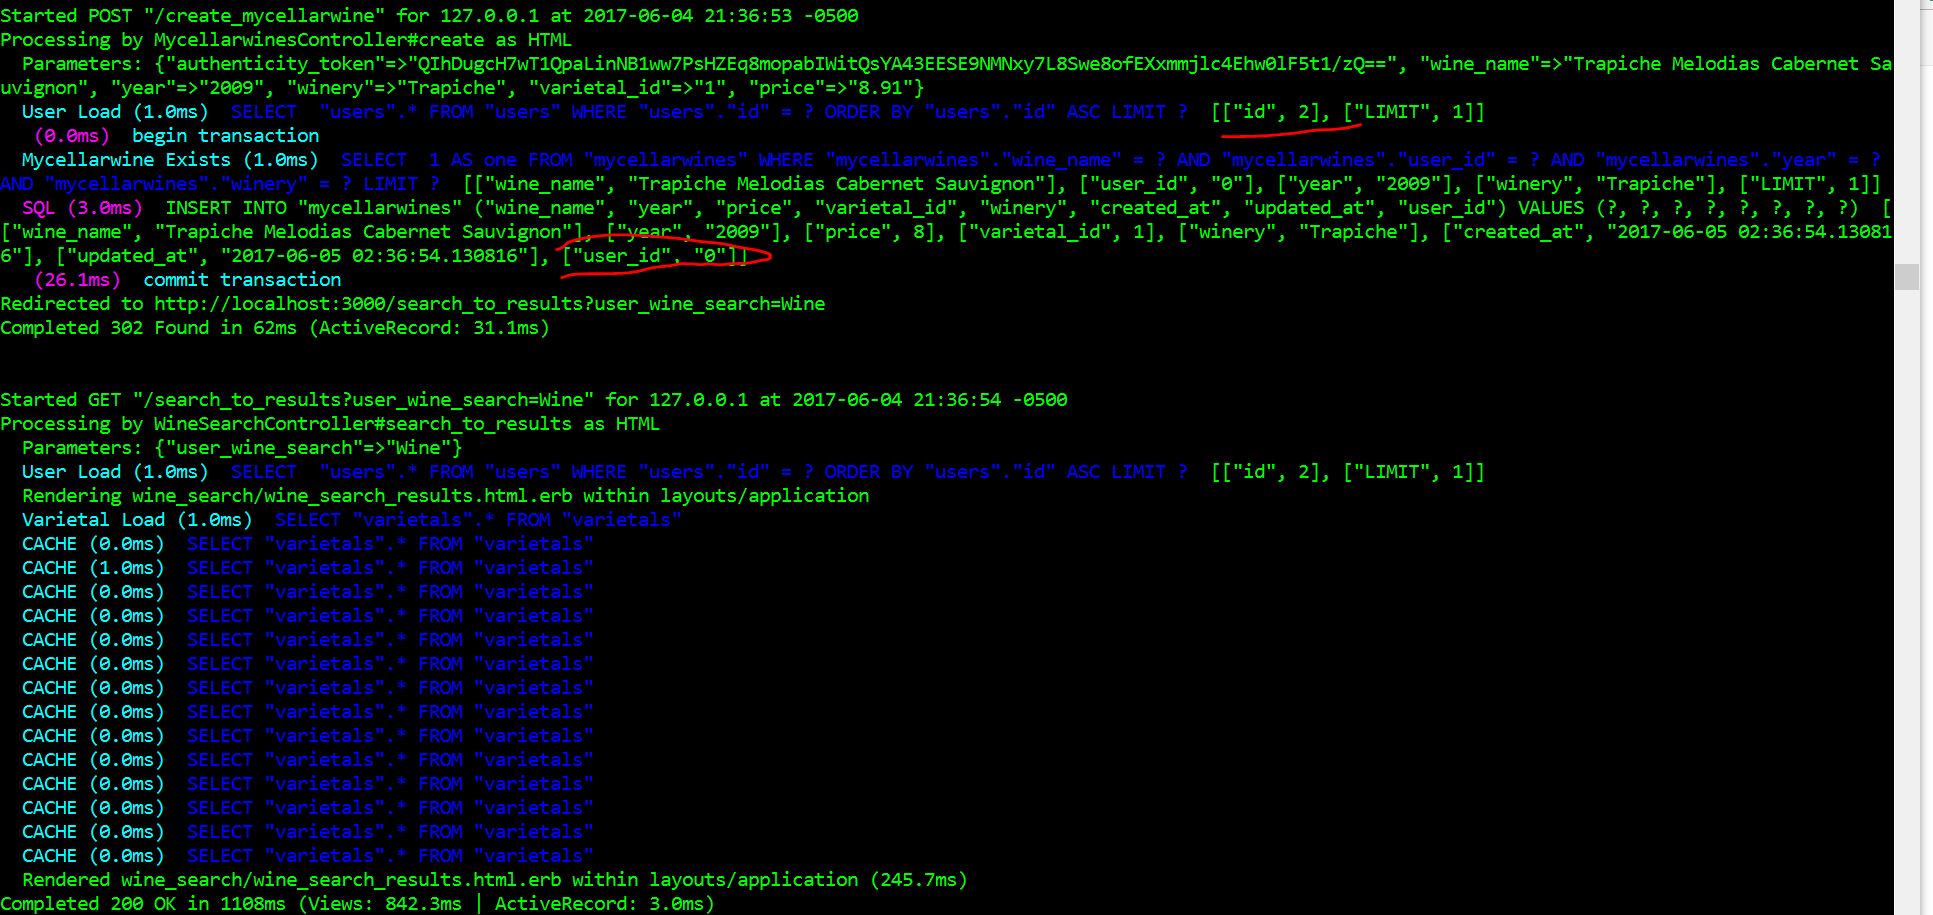 Started POST "/create_mycellarwine" for 127.0.0.1 at 2017-06-04 21:36:53 -0500
Processing by MycellarwinesController#create as HTML
Parameters: {"authenticity_token"=>"QIhDugcH7wT1QpaLinNB1ww7PsHZEq8mopabIWitQsYA43EESE9NMNxy7L8Swe8ofEXxmmjlc4Ehw0lF5t1/zQ==", "wine_name"=>"Trapiche Melodias Cabernet Sa
uvignon", "year"=>"2009", "winery"=>"Trapiche", "varietal_id"=>"1", "price"=>"8.91"}
User Load (1.0ms) SELECT "users".* FROM "users" WHERE "users"."id" = ? ORDER BY "users"."id" ASC LIMIT ? [["id", 2], ["LIMIT", 1]]
(0.0ms) begin transaction
Mycellarwine Exists (1.0ms) SELECT 1 AS one FROM "mycellarwines" WHERE "mycellarwines"."wine_name" = ? AND "mycellarwines"."user_id" = ? AND "mycellarwines"."year" = ?
AND "mycellarwines"."winery" = ? LIMIT ? [["wine_name", "Trapiche Melodias Cabernet Sauvignon"], ["user_id", "0"], ["year", "2009"], ["winery", "Trapiche"], ["LIMIT", 1]]
SQL (3.0ms) INSERT INTO "mycellarwines" ("wine_name", "year", "price", "varietal_id", "winery", "created_at", "updated_at", "user_id") VALUES (?, ?, ?, ?, ?, ?, ?, ?) [
["wine_name", "Trapiche Melodias Cabernet Sauvignon"], ["year", "2009"], ["price", 8], ["varietal_id", 1], ["winery", "Trapiche"], ["created_at", "2017-06-05 02:36:54.13081
6"], ["updated_at", "2017-06-05 02:36:54.130816"], ["user_id", "0"]]
(26.1ms) commit transaction
Redirected to http://localhost:3000/search_to_results?user_wine_search=Wine
Completed 302 Found in 62ms (ActiveRecord: 31.1ms)
Started GET "/search_to_results?user_wine_search=Wine" for 127.0.0.1 at 2017-06-04 21:36:54 -0500
Processing by WineSearchController#search_to_results as HTML
Parameters: {"user_wine_search"=>"Wine"}
User Load (1.0ms) SELECT "users".* FROM "users" WHERE "users"."id" = ? ORDER BY "users"."id" ASC LIMIT ? [["id", 2], ["LIMIT", 1]]
Rendering wine_search/wine_search_results.html.erb within layouts/application
Varietal Load (1.0ms) SELECT "varietals".* FROM "varietals"
CACHE (0.0ms) SELECT "varietals".* FROM "varietals"
CACHE (1.0ms) SELECT "varietals".* FROM "varietals"
CACHE (0.0ms) SELECT "varietals".* FROM "varietals"
CACHE (0.0ms) SELECT "varietals".* FROM "varietals"
CACHE (0.0ms) SELECT "varietals".* FROM "varietals"
CACHE (0.0ms) SELECT "varietals".* FROM "varietals"
CACHE (0.0ms) SELECT "varietals".* FROM "varietals"
CACHE (0.0ms) SELECT "varietals".* FROM "varietals"
CACHE (0.0ms) SELECT "varietals".* FROM "varietals"
CACHE (0.0ms) SELECT "varietals".* FROM "varietals"
CACHE (0.0ms) SELECT "varietals".* FROM "varietals"
CACHE (0.0ms) SELECT "varietals".* FROM "varietals"
CACHE (0.0ms) SELECT "varietals".* FROM "varietals"
CACHE (0.0ms) SELECT "varietals".* FROM "varietals"
Rendered wine_search/wine_search_results.html.erb within layouts/application (245.7ms)
Completed 200 OK in 1108ms (Views: 842.3ms | ActiveRecord: 3.0ms)